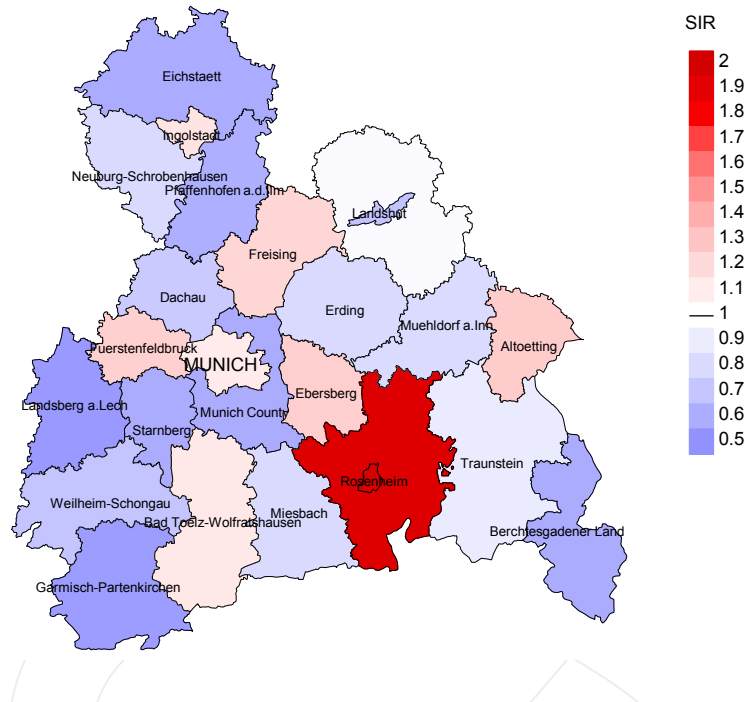 SIR
Eichstaett
2
1.9
1.8
1.7
1.6
1.5
1.4
1.3
1.2
1.1
1
0.9
0.8
0.7
0.6
0.5
Ingolstadt
Neuburg-Schrobenhausen
Pfaffenhofen a.d.Ilm
Landshut
Freising
Dachau
Erding
Muehldorf a.Inn
Altoetting
Fuerstenfeldbruck
MUNICH
Ebersberg
Landsberg a.Lech
Munich County
Starnberg
Traunstein
Rosenheim
Weilheim-Schongau
Miesbach
Bad Toelz-Wolfratshausen
Berchtesgadener Land
Garmisch-Partenkirchen